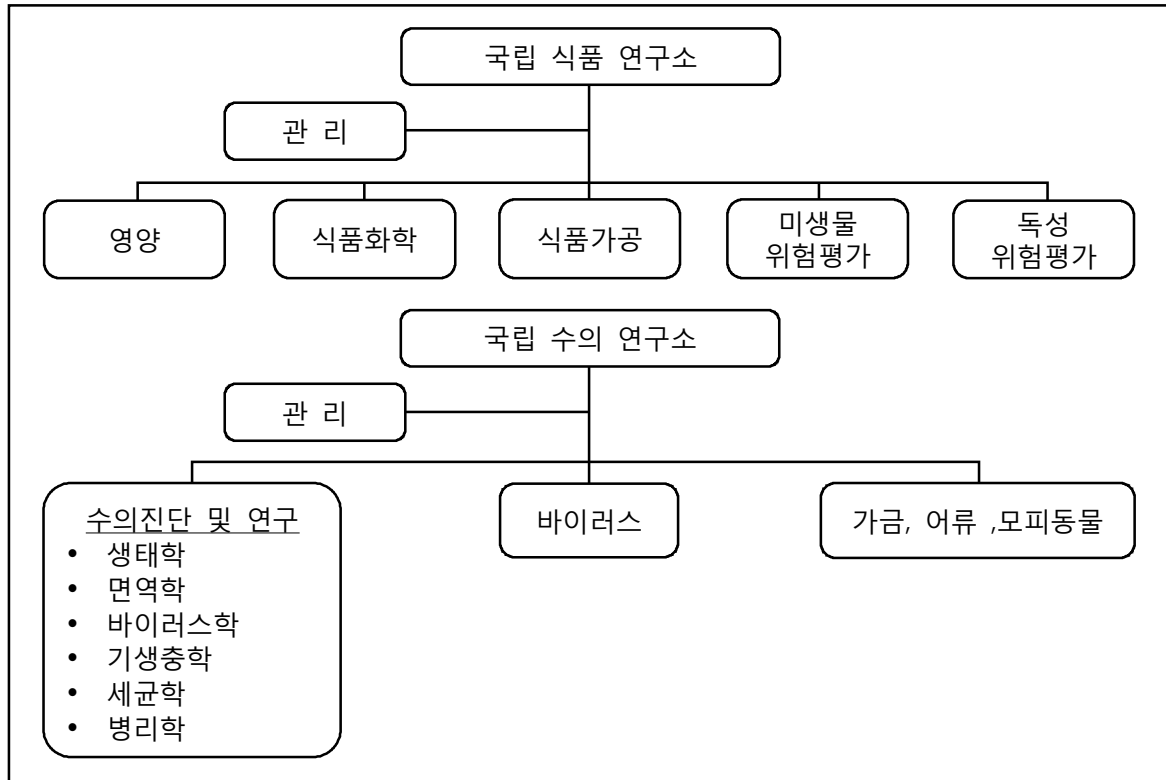 국립 식품 연구소
관 리
영양
식품화학
식품가공
미생물
위험평가
독성
위험평가
국립 수의 연구소
관 리
수의진단 및 연구
• 생태학
• 면역학
• 바이러스학
• 기생충학
• 세균학
• 병리학
바이러스
가금, 어류 ,모피동물